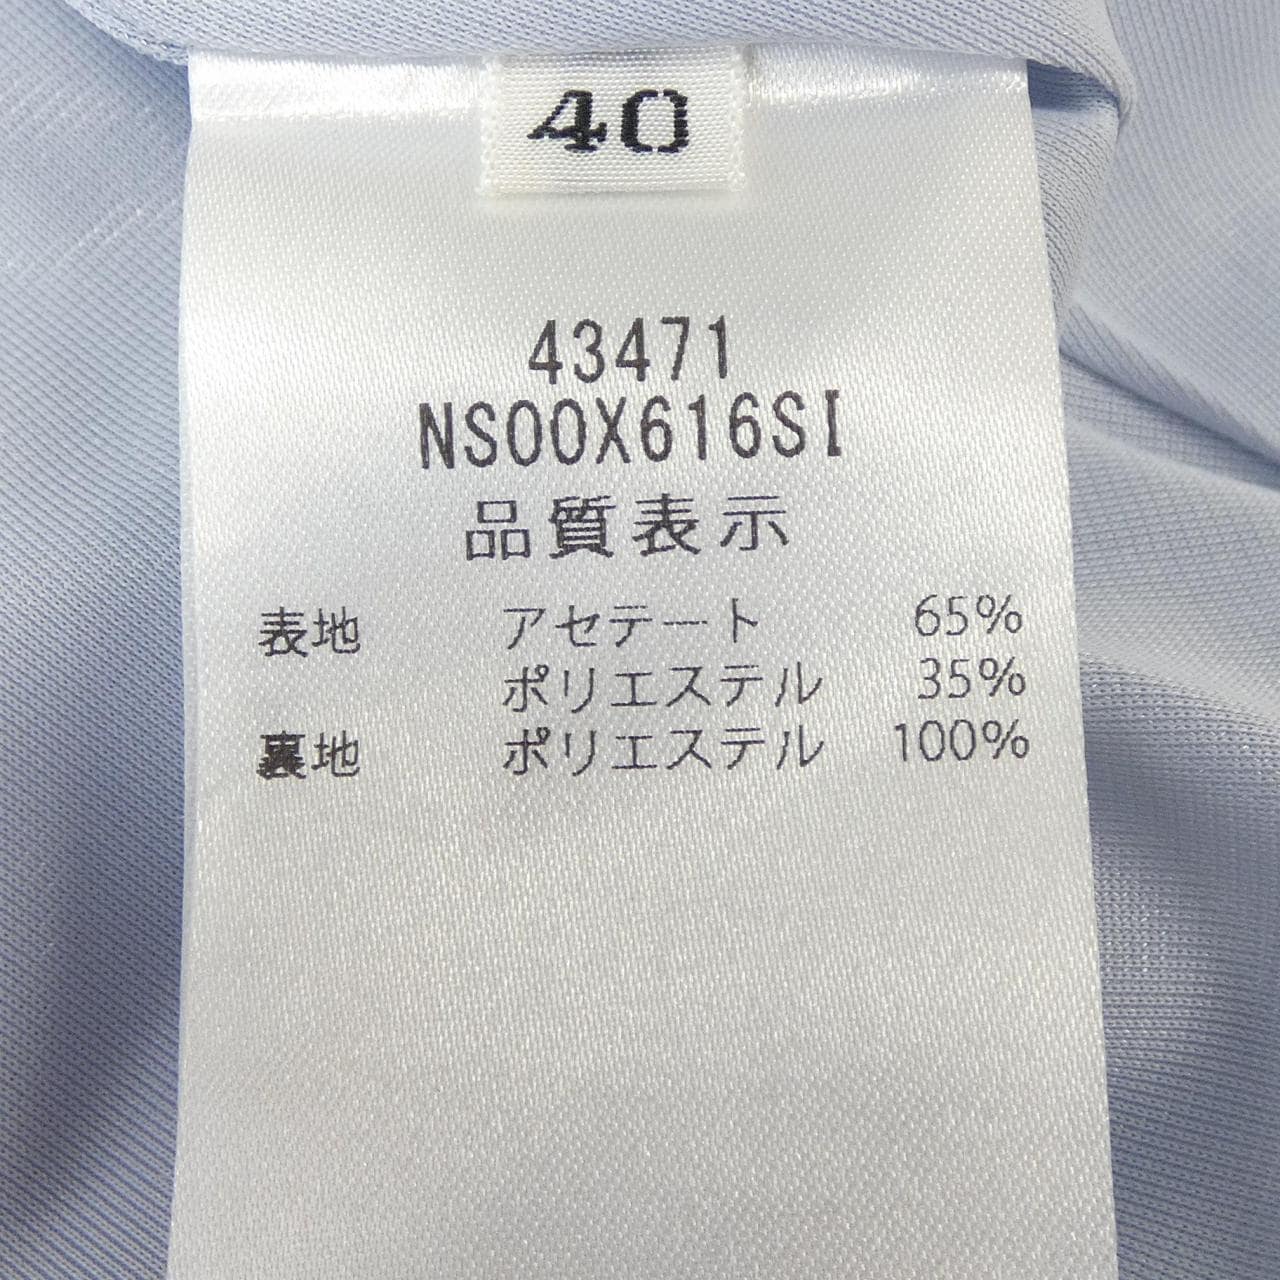 40
43471
NS00X616SI
品質表示
表地 アセテート 65%
ポリエステル 35%
裏地 ポリエステル 100%